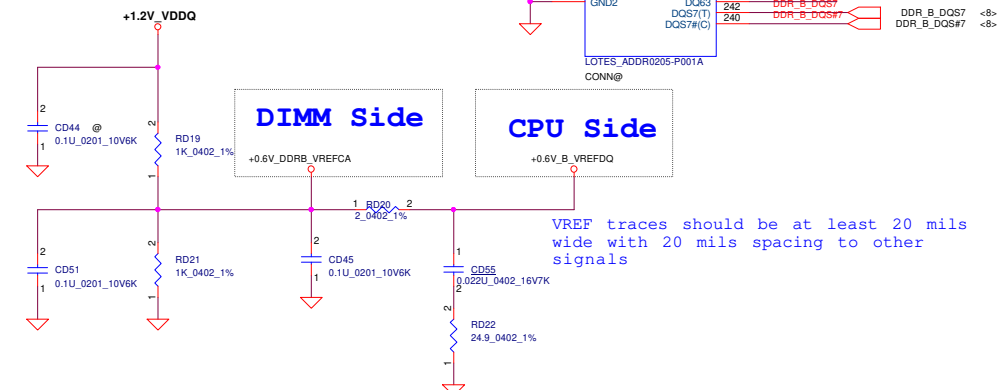 +1.2V_VDDQ
GND2
DQ63
DQS7(T)
DQS7#(C)
242
240
DDR_B_DQS7
DDR_B_DQS#7
DDR_B_DQS7 <8>
DDR_B_DQS#7 <8>
LOTES_ADDR0205-P001A
CONN@
2
CD44 @
0.1U_0201_10V6K
1
2
RD19
1K_0402_1%
1
DIMM Side
+0.6V_DDRB_VREFCA
CPU Side
+0.6V_B_VREFDQ
1 RD20 2
2_0402_1%
VREF traces should be at least 20 mils
wide with 20 mils spacing to other
signals
2
CD51
0.1U_0201_10V6K
1
2
RD21
1K_0402_1%
1
2
CD45
0.1U_0201_10V6K
1
1
CD55
0.022U_0402_16V7K
2
2
RD22
24.9_0402_1%
1